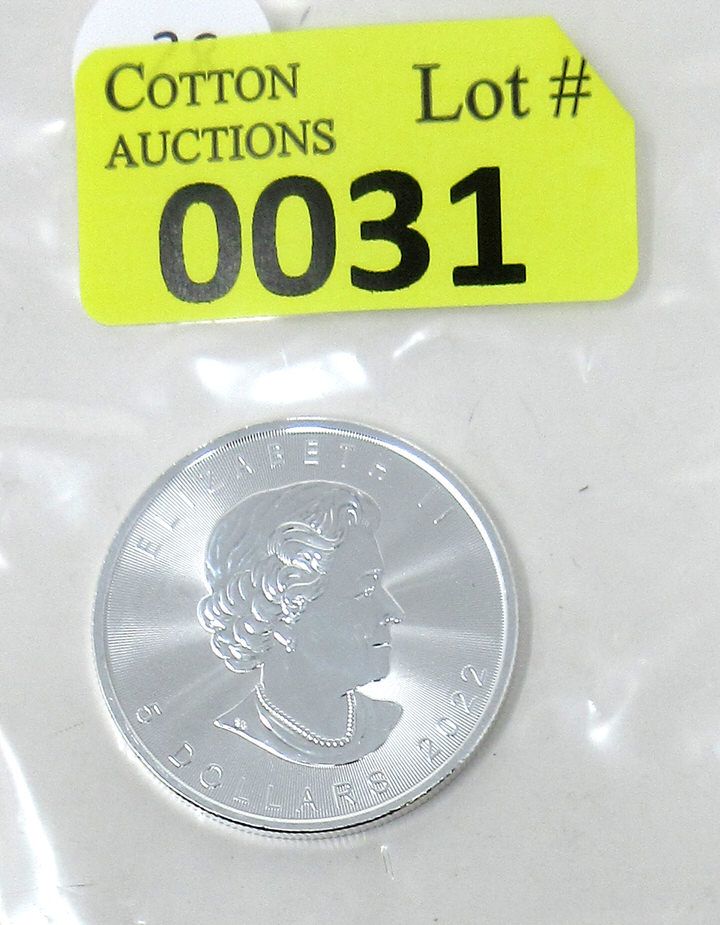 COTTON
AUCTIONS
Lot #
0031
ELIZABETH II
5 DOLLARS 2022